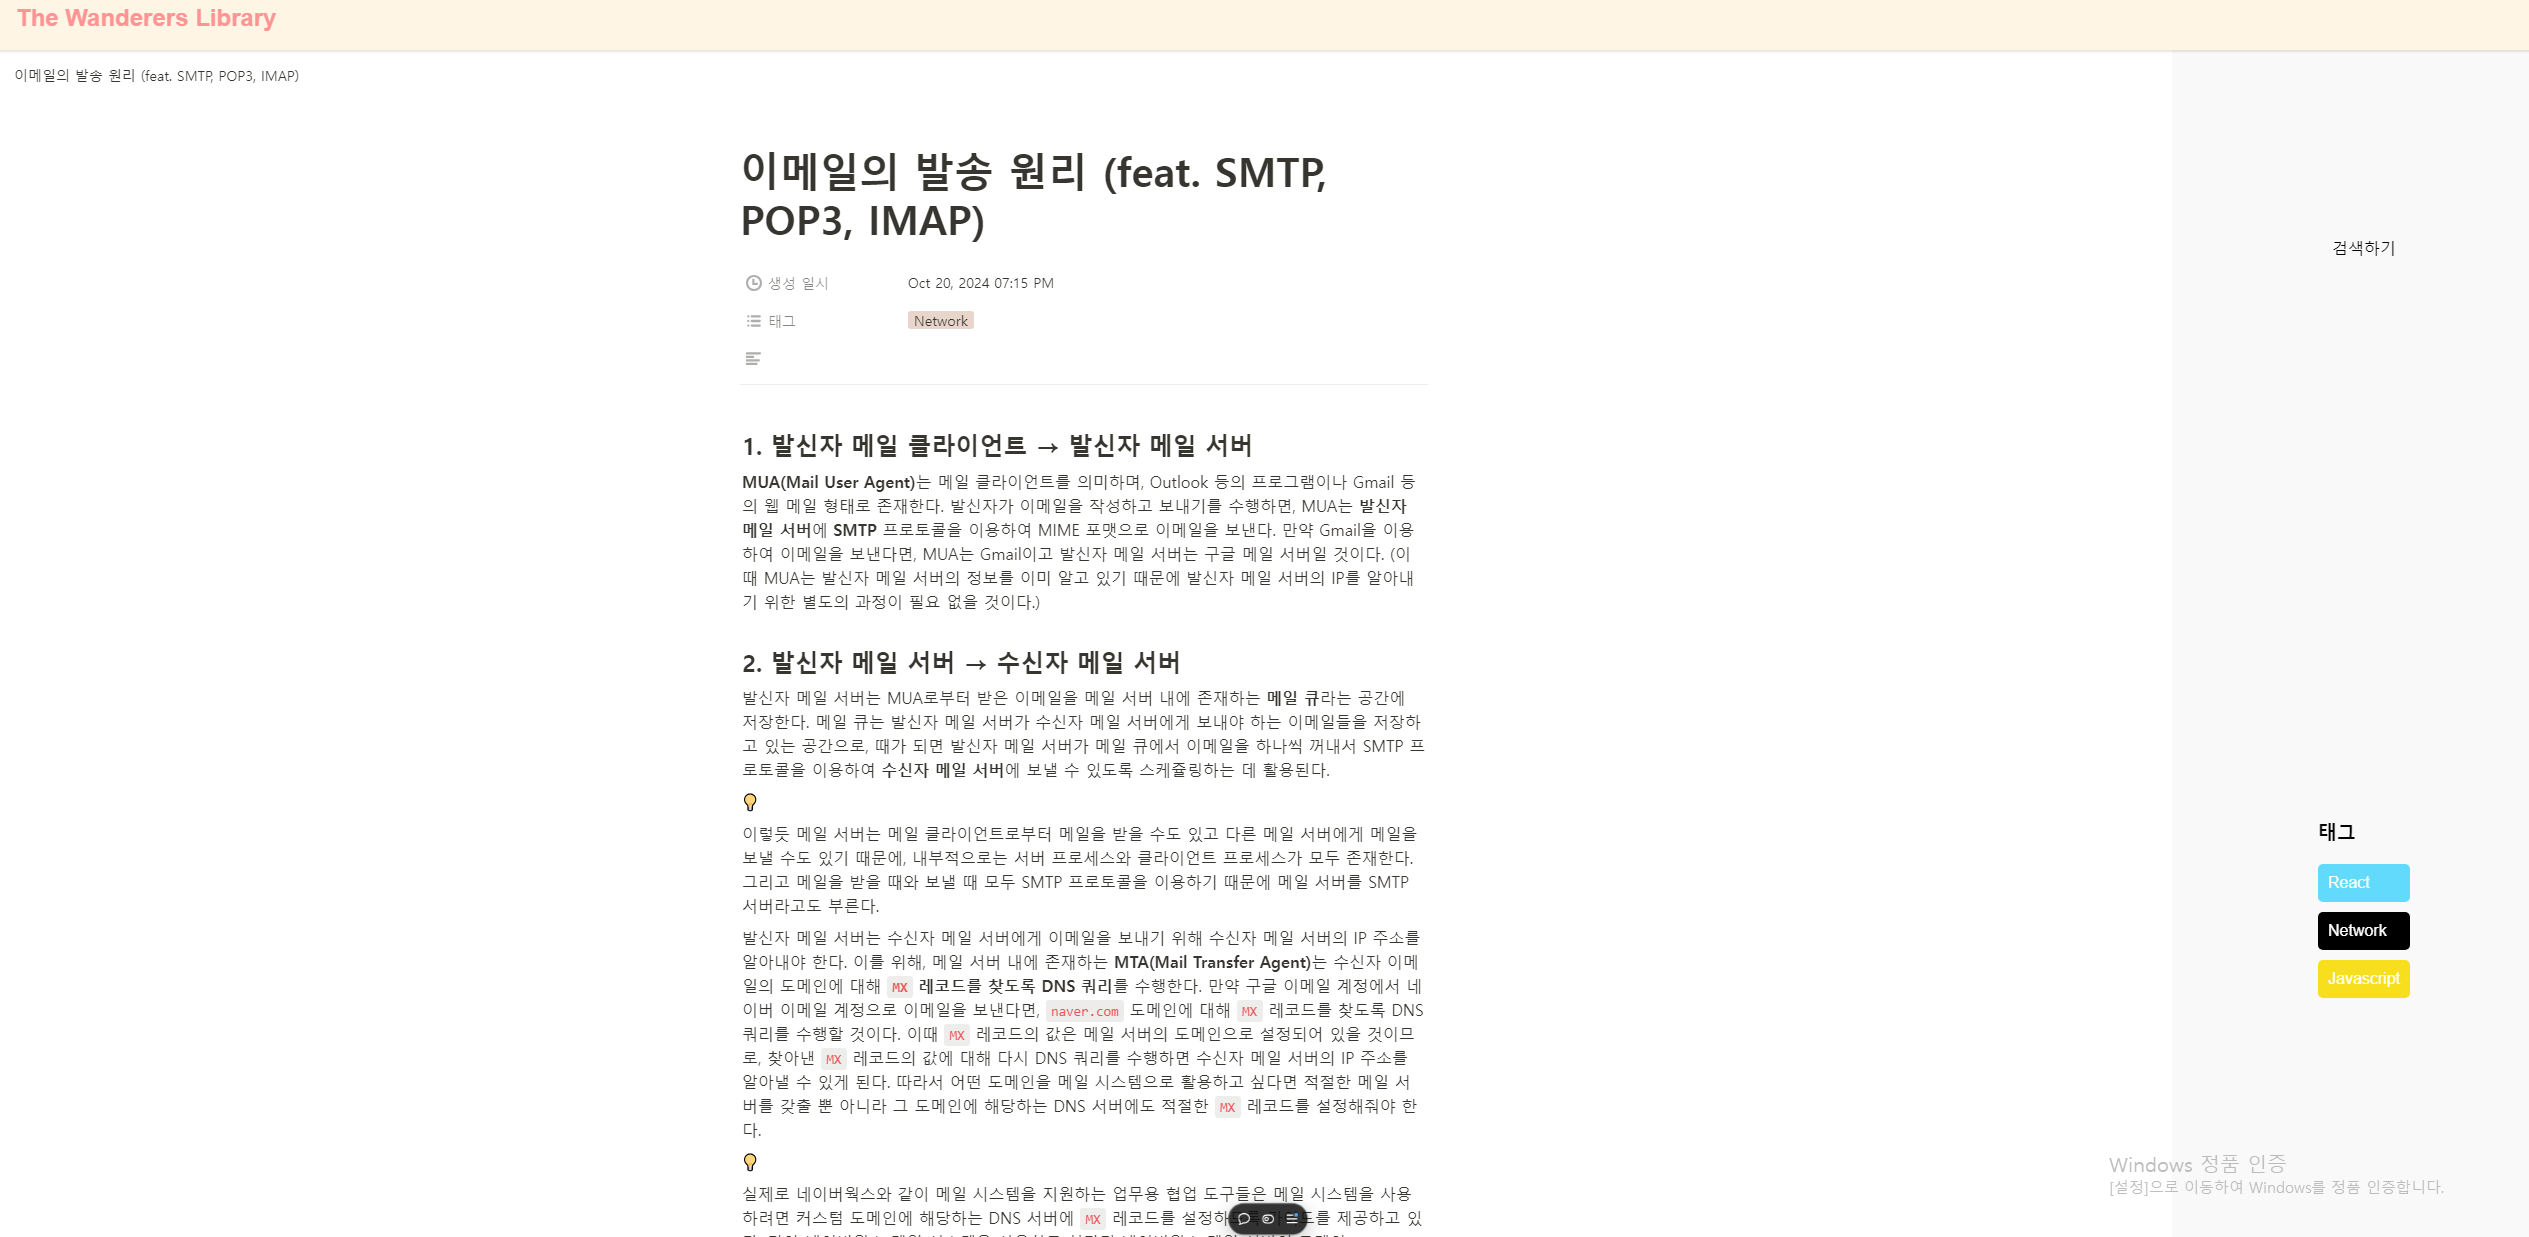 The Wanderers Library
이메일의 발송 원리 (feat. SMTP, POP3, IMAP)
이메일의 발송 원리 (feat. SMTP,
POP3, IMAP)
생성 일시 Oct 20, 2024 07:15 PM
태그 Network
1. 발신자 메일 클라이언트 → 발신자 메일 서버
MUA(Mail User Agent)는 메일 클라이언트를 의미하며, Outlook 등의 프로그램이나 Gmail 등
의 웹 메일 형태로 존재한다. 발신자가 이메일을 작성하고 보내기를 수행하면, MUA는 발신자
메일 서버에 SMTP 프로토콜을 이용하여 MIME 포맷으로 이메일을 보낸다. 만약 Gmail을 이용
하여 이메일을 보낸다면, MUA는 Gmail이고 발신자 메일 서버는 구글 메일 서버일 것이다. (이
때 MUA는 발신자 메일 서버의 정보를 이미 알고 있기 때문에 발신자 메일 서버의 IP를 알아내
기 위한 별도의 과정이 필요 없을 것이다.)
2. 발신자 메일 서버 → 수신자 메일 서버
발신자 메일 서버는 MUA로부터 받은 이메일을 메일 서버 내에 존재하는 메일 큐라는 공간에
저장한다. 메일 큐는 발신자 메일 서버가 수신자 메일 서버에게 보내야 하는 이메일들을 저장하
고 있는 공간으로, 때가 되면 발신자 메일 서버가 메일 큐에서 이메일을 하나씩 꺼내서 SMTP 프
로토콜을 이용하여 수신자 메일 서버에 보낼 수 있도록 스케쥴링하는 데 활용된다.
이렇듯 메일 서버는 메일 클라이언트로부터 메일을 받을 수도 있고 다른 메일 서버에게 메일을
보낼 수도 있기 때문에, 내부적으로는 서버 프로세스와 클라이언트 프로세스가 모두 존재한다.
그리고 메일을 받을 때와 보낼 때 모두 SMTP 프로토콜을 이용하기 때문에 메일 서버를 SMTP
서버라고도 부른다.
발신자 메일 서버는 수신자 메일 서버에게 이메일을 보내기 위해 수신자 메일 서버의 IP 주소를
알아내야 한다. 이를 위해, 메일 서버 내에 존재하는 MTA(Mail Transfer Agent)는 수신자 이메
일의 도메인에 대해 MX 레코드를 찾도록 DNS 쿼리를 수행한다. 만약 구글 이메일 계정에서 네
이버 이메일 계정으로 이메일을 보낸다면, naver.com 도메인에 대해 MX 레코드를 찾도록 DNS
쿼리를 수행할 것이다. 이때 MX 레코드의 값은 메일 서버의 도메인으로 설정되어 있을 것이므
로, 찾아낸 MX 레코드의 값에 대해 다시 DNS 쿼리를 수행하면 수신자 메일 서버의 IP 주소를
알아낼 수 있게 된다. 따라서 어떤 도메인을 메일 시스템으로 활용하고 싶다면 적절한 메일 서
버를 갖출 뿐 아니라 그 도메인에 해당하는 DNS 서버에도 적절한 MX 레코드를 설정해줘야 한
다.
실제로 네이버웍스와 같이 메일 시스템을 지원하는 업무용 협업 도구들은 메일 시스템을 사용
하려면 커스텀 도메인에 해당하는 DNS 서버에 MX 레코드를 제공하고 있
검색하기
태그
React
Network
Javascript
Windows 정품 인증
[설정]으로 이동하여 Windows를 정품 인증합니다.